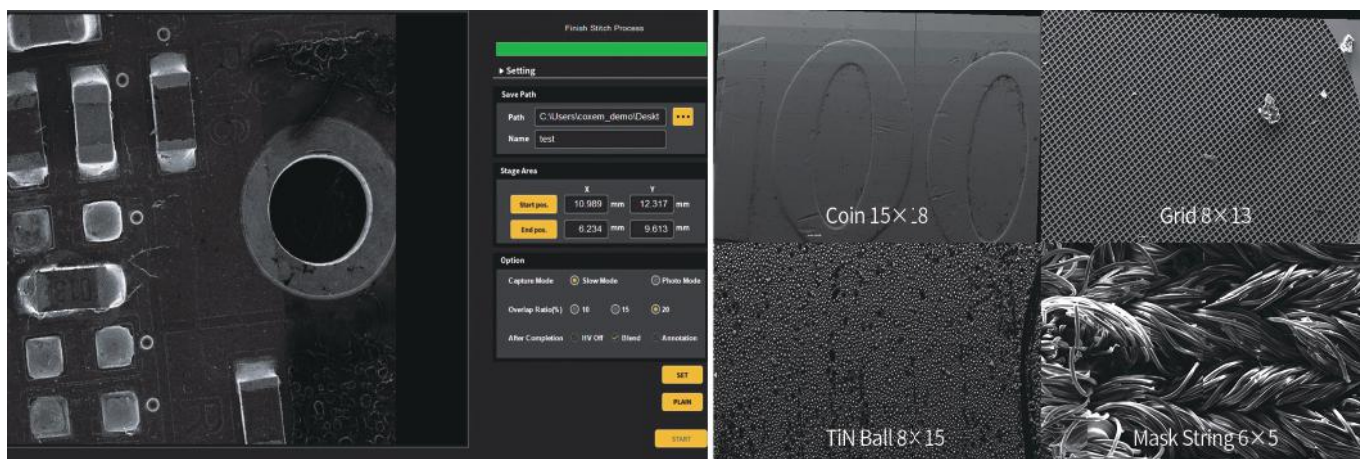 Finish Stitch Process
Setting
Save Path
Path C:\Users\coxem_demo\Deskt
Name test
Stage Area
X Y
Start pos. 10.989 mm 12.317 mm
End pos. 6.234 mm 9.613 mm
Option
Capture Mode Slow Mode Photo Mode
Overlap Ratio(%) 10 15 20
After Completion HV Off Blend Annotation
SET
PLAIN
START
Coin 15×18
Grid 8×13
TiN Ball 8×15
Mask String 6×5